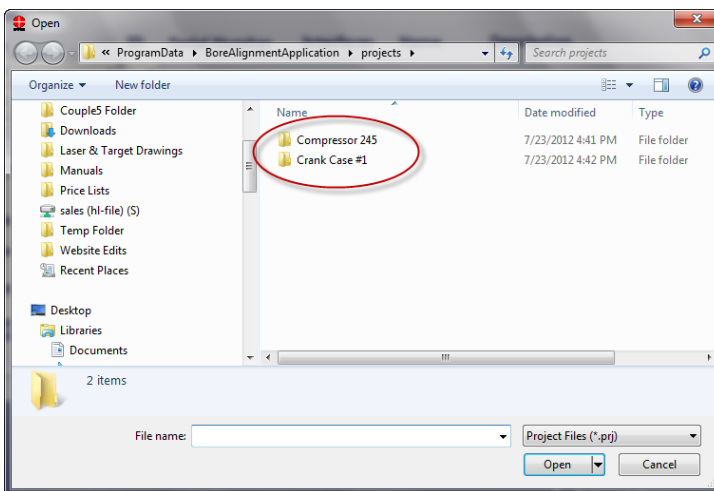 Open
« ProgramData ▸ BoreAlignmentApplication ▸ projects ▸
Search projects
Organize ▾ New folder
Name Date modified Type
Couple5 Folder
Downloads
Laser & Target Drawings
Manuals
Price Lists
sales (hl-file) (S)
Temp Folder
Website Edits
Recent Places
Desktop
Libraries
Documents
Compressor 245 7/23/2012 4:41 PM File folder
Crank Case #1 7/23/2012 4:42 PM File folder
2 items
File name: Project Files (*.prj)
Open Cancel